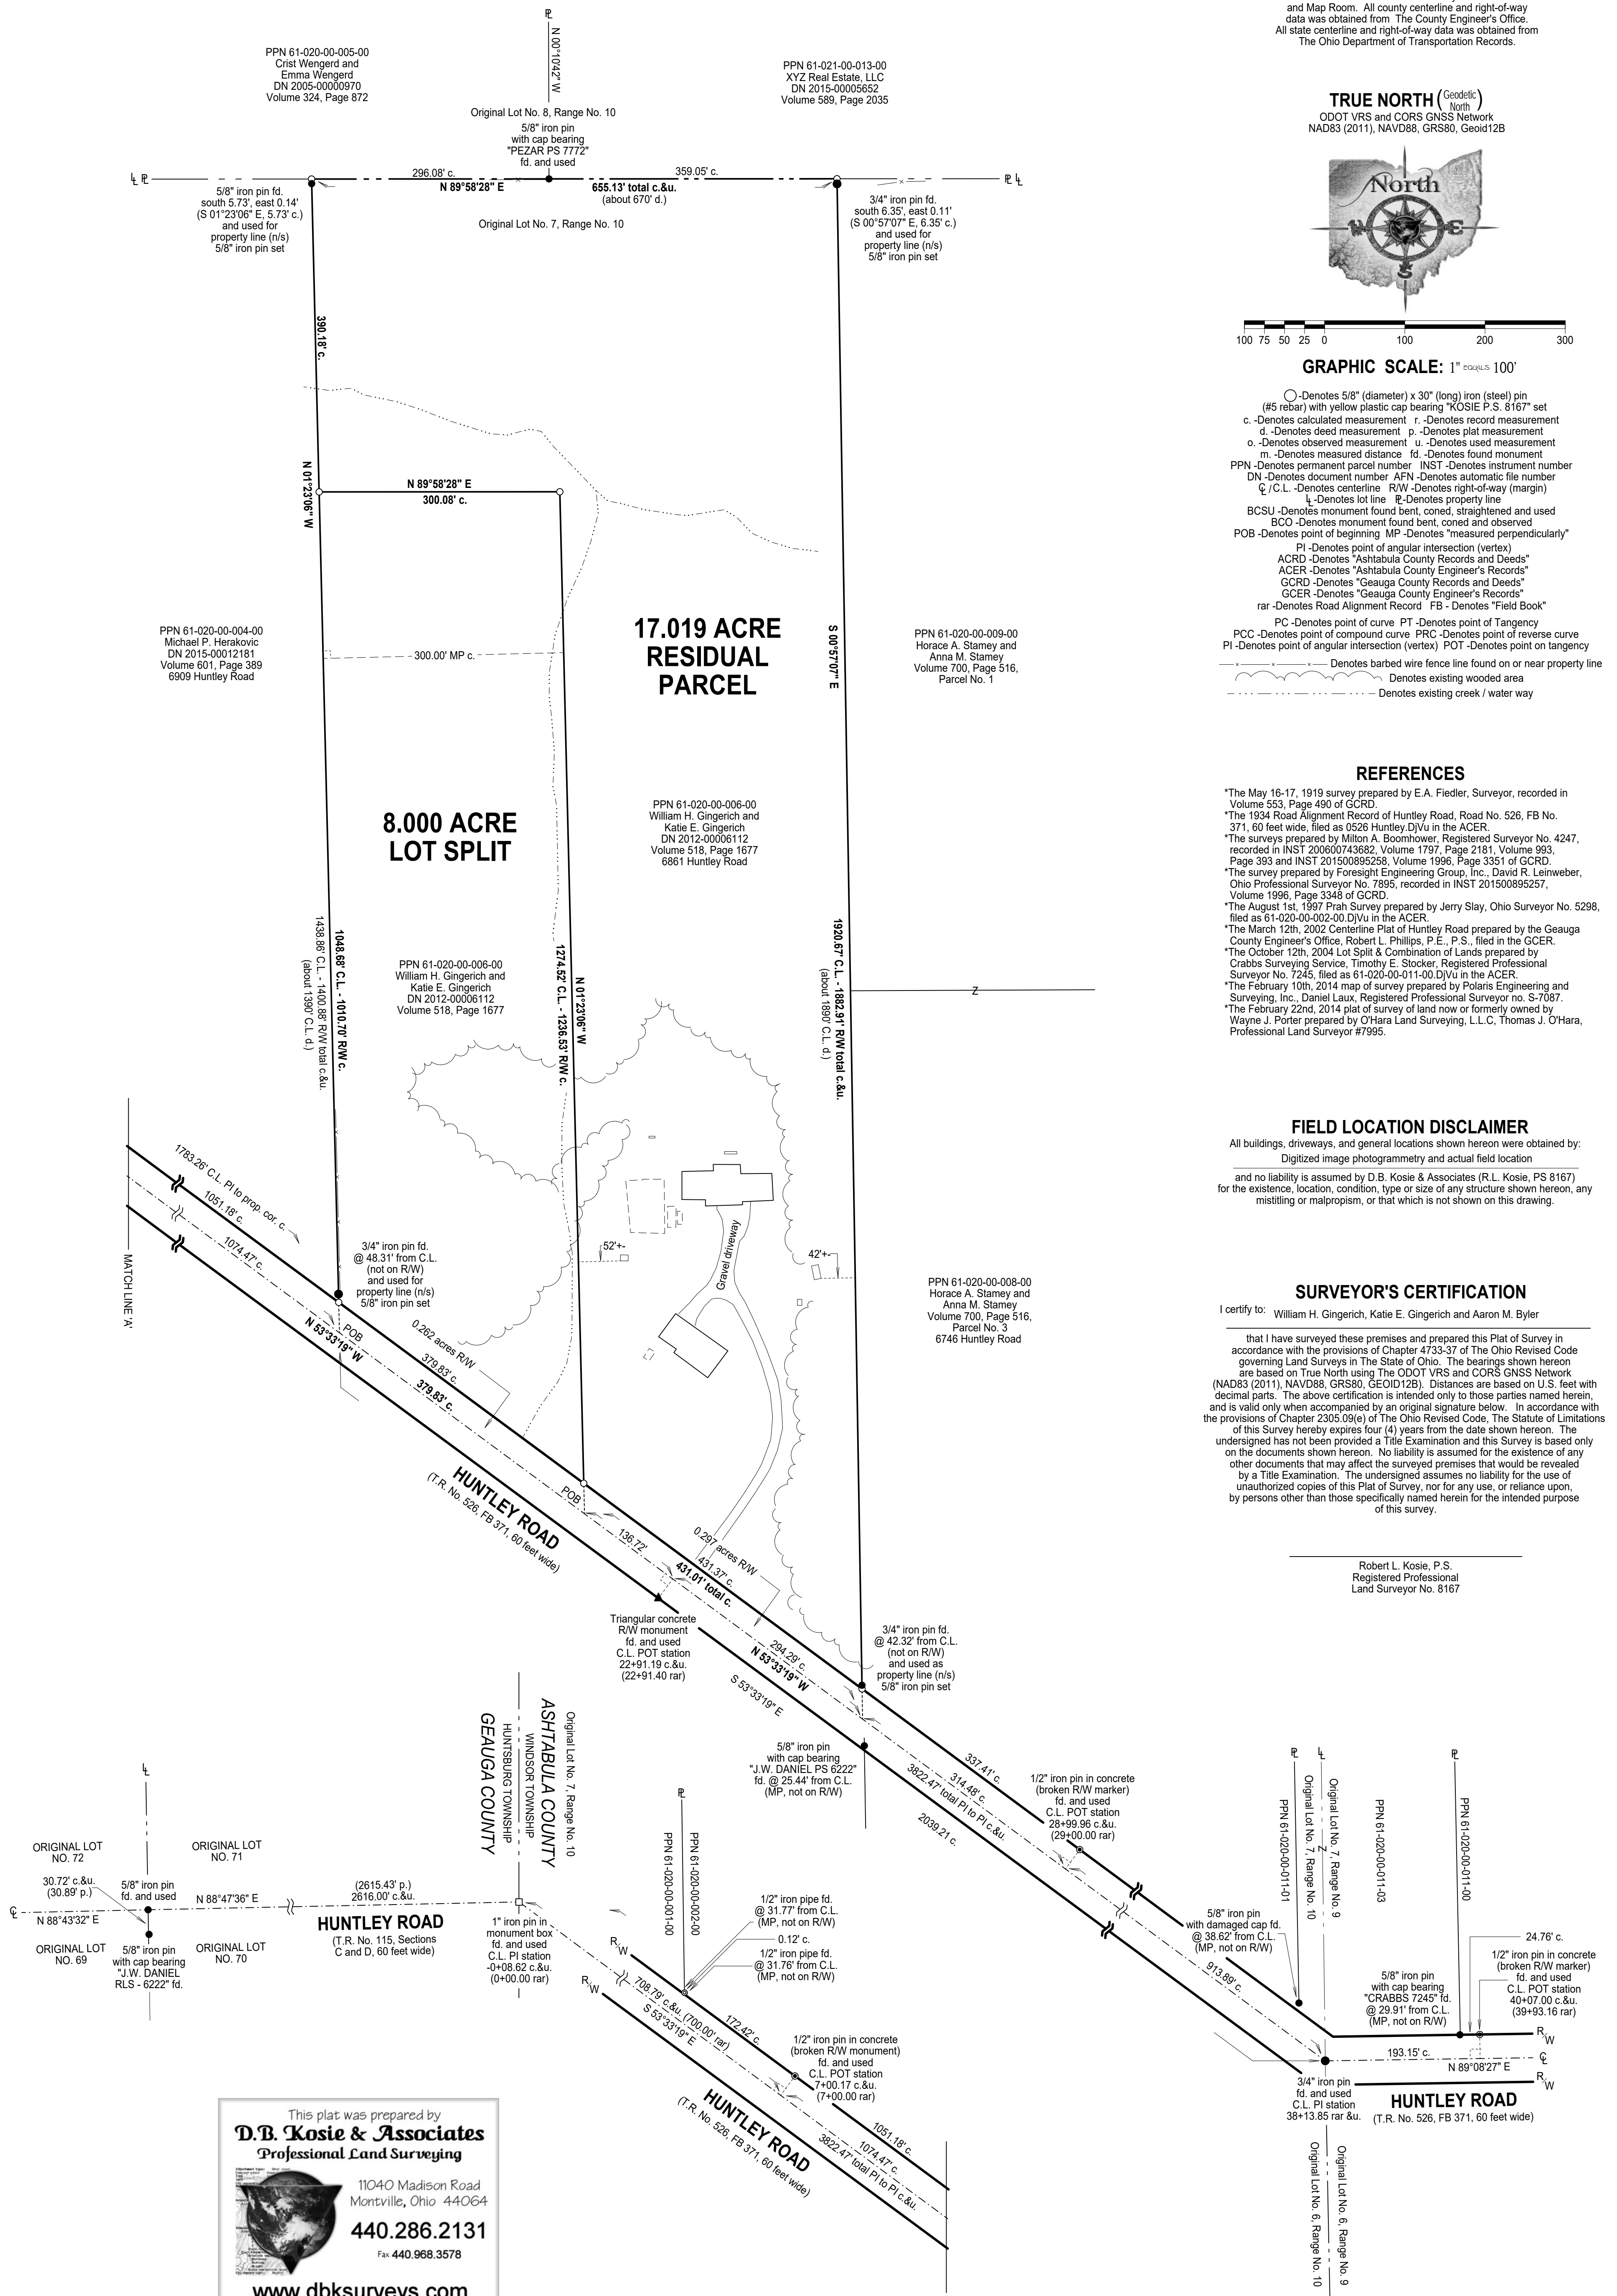 and Map Room. All county centerline and right-of-way
data was obtained from The County Engineer's Office.
All state centerline and right-of-way data was obtained from
The Ohio Department of Transportation Records.
PPN 61-020-00-005-00
Crist Wengerd and
Emma Wengerd
DN 2005-00000970
Volume 324, Page 872
N 00°10'42" W
PPN 61-021-00-013-00
XYZ Real Estate, LLC
DN 2015-00005652
Volume 589, Page 2035
Original Lot No. 8, Range No. 10
5/8" iron pin
with cap bearing
"PEZAR PS 7772"
fd. and used
296.08' c.
359.05' c.
N 89°58'28" E
655.13' total c.&u.
(about 670' d.)
Original Lot No. 7, Range No. 10
5/8" iron pin fd.
south 5.73', east 0.14'
(S 01°23'06" E, 5.73' c.)
and used for
property line (n/s)
5/8" iron pin set
3/4" iron pin fd.
south 6.35', east 0.11'
(S 00°57'07" E, 6.35' c.)
and used for
property line (n/s)
5/8" iron pin set
390.18' c.
N 01°23'06" W
N 89°58'28" E
300.08' c.
PPN 61-020-00-004-00
Michael P. Herakovic
DN 2015-00012181
Volume 601, Page 389
6909 Huntley Road
300.00' MP c.
17.019 ACRE
RESIDUAL
PARCEL
S 00°57'07" E
PPN 61-020-00-009-00
Horace A. Stamey and
Anna M. Stamey
Volume 700, Page 516,
Parcel No. 1
8.000 ACRE
LOT SPLIT
PPN 61-020-00-006-00
William H. Gingerich and
Katie E. Gingerich
DN 2012-00006112
Volume 518, Page 1677
6861 Huntley Road
PPN 61-020-00-006-00
William H. Gingerich and
Katie E. Gingerich
DN 2012-00006112
Volume 518, Page 1677
1048.68' C.L. - 1010.70' R/W c.
1438.86' C.L. - 1400.88' R/W total c.&u.
(about 1390' C.L. d.)
N 01°23'06" W
1274.52' C.L. - 1236.53' R/W c.
1920.67' C.L. - 1882.91' R/W total c.&u.
(about 1890' C.L. d.)
Z
52'+-
42'+-
Gravel driveway
PPN 61-020-00-008-00
Horace A. Stamey and
Anna M. Stamey
Volume 700, Page 516,
Parcel No. 3
6746 Huntley Road
MATCH LINE 'A'
1783.26' C.L. PI to prop. cor. c.
1051.18' c.
1074.47' c.
3/4" iron pin fd.
@ 48.31' from C.L.
(not on R/W)
and used for
property line (n/s)
5/8" iron pin set
POB
N 53°33'19" W
0.262 acres R/W
379.83' c.
379.83' c.
HUNTLEY ROAD
(T.R. No. 526, FB 371, 60 feet wide)
POB
136.72'
0.297 acres R/W
431.37' c.
431.01' total c.
294.29' c.
N 53°33'19" W
S 53°33'19" E
Triangular concrete
R/W monument
fd. and used
C.L. POT station
22+91.19 c.&u.
(22+91.40 rar)
3/4" iron pin fd.
@ 42.32' from C.L.
(not on R/W)
and used as
property line (n/s)
5/8" iron pin set
5/8" iron pin
with cap bearing
"J.W. DANIEL PS 6222"
fd. @ 25.44' from C.L.
(MP, not on R/W)
337.41' c.
314.48' c.
3822.47' total PI to PI c.&u.
2039.21 c.
1/2" iron pin in concrete
(broken R/W marker)
fd. and used
C.L. POT station
28+99.96 c.&u.
(29+00.00 rar)
5/8" iron pin
with damaged cap fd.
@ 38.62' from C.L.
(MP, not on R/W)
913.89' c.
PPN 61-020-00-011-01
Original Lot No. 7, Range No. 10
Original Lot No. 7, Range No. 9
Z
PPN 61-020-00-011-03
PPN 61-020-00-011-00
5/8" iron pin
with cap bearing
"CRABBS 7245" fd.
@ 29.91' from C.L.
(MP, not on R/W)
24.76' c.
1/2" iron pin in concrete
(broken R/W marker)
fd. and used
C.L. POT station
40+07.00 c.&u.
(39+93.16 rar)
R/W
193.15' c.
N 89°08'27" E
R/W
3/4" iron pin
fd. and used
C.L. PI station
38+13.85 rar &u.
HUNTLEY ROAD
(T.R. No. 526, FB 371, 60 feet wide)
Original Lot No. 6, Range No. 10
Original Lot No. 6, Range No. 9
GEAUGA COUNTY
HUNTSBURG TOWNSHIP
WINDSOR TOWNSHIP
ASHTABULA COUNTY
Original Lot No. 7, Range No. 10
ORIGINAL LOT
NO. 72
ORIGINAL LOT
NO. 71
30.72' c.&u.
(30.89' p.)
5/8" iron pin
fd. and used
N 88°43'32" E
N 88°47'36" E
(2615.43' p.)
2616.00' c.&u.
HUNTLEY ROAD
(T.R. No. 115, Sections
C and D, 60 feet wide)
ORIGINAL LOT
NO. 69
ORIGINAL LOT
NO. 70
5/8" iron pin
with cap bearing
"J.W. DANIEL
RLS - 6222" fd.
1" iron pin in
monument box
fd. and used
C.L. PI station
-0+08.62 c.&u.
(0+00.00 rar)
PPN 61-020-00-001-00
PPN 61-020-00-002-00
1/2" iron pipe fd.
@ 31.77' from C.L.
(MP, not on R/W)
0.12' c.
1/2" iron pipe fd.
@ 31.76' from C.L.
(MP, not on R/W)
R/W
R/W
708.79' c.&u. (700.00' rar)
S 53°33'19" E
172.42' c.
1/2" iron pin in concrete
(broken R/W monument)
fd. and used
C.L. POT station
7+00.17 c.&u.
(7+00.00 rar)
1051.18' c.
1074.47' c.
3822.47' total PI to PI c.&u.
HUNTLEY ROAD
(T.R. No. 526, FB 371, 60 feet wide)
This plat was prepared by
D.B. Kosie & Associates
Professional Land Surveying
11040 Madison Road
Montville, Ohio 44064
440.286.2131
Fax 440.968.3578
www.dbksurveys.com
TRUE NORTH (Geodetic North)
ODOT VRS and CORS GNSS Network
NAD83 (2011), NAVD88, GRS80, Geoid12B
North
W E
S
100 75 50 25 0 100 200 300
GRAPHIC SCALE: 1" EQUALS 100'
-Denotes 5/8" (diameter) x 30" (long) iron (steel) pin
(#5 rebar) with yellow plastic cap bearing "KOSIE P.S. 8167" set
c. -Denotes calculated measurement r. -Denotes record measurement
d. -Denotes deed measurement p. -Denotes plat measurement
o. -Denotes observed measurement u. -Denotes used measurement
m. -Denotes measured distance fd. -Denotes found monument
PPN -Denotes permanent parcel number INST -Denotes instrument number
DN -Denotes document number AFN -Denotes automatic file number
℄ /C.L. -Denotes centerline R/W -Denotes right-of-way (margin)
LL -Denotes lot line PL -Denotes property line
BCSU -Denotes monument found bent, coned, straightened and used
BCO -Denotes monument found bent, coned and observed
POB -Denotes point of beginning MP -Denotes "measured perpendicularly"
PI -Denotes point of angular intersection (vertex)
ACRD -Denotes "Ashtabula County Records and Deeds"
ACER -Denotes "Ashtabula County Engineer's Records"
GCRD -Denotes "Geauga County Records and Deeds"
GCER -Denotes "Geauga County Engineer's Records"
rar -Denotes Road Alignment Record FB - Denotes "Field Book"
PC -Denotes point of curve PT -Denotes point of Tangency
PCC -Denotes point of compound curve PRC -Denotes point of reverse curve
PI -Denotes point of angular intersection (vertex) POT -Denotes point on tangency
Denotes barbed wire fence line found on or near property line
Denotes existing wooded area
Denotes existing creek / water way
REFERENCES
*The May 16-17, 1919 survey prepared by E.A. Fiedler, Surveyor, recorded in
Volume 553, Page 490 of GCRD.
*The 1934 Road Alignment Record of Huntley Road, Road No. 526, FB No.
371, 60 feet wide, filed as 0526 Huntley.DjVu in the ACER.
*The surveys prepared by Milton A. Boomhower, Registered Surveyor No. 4247,
recorded in INST 200600743682, Volume 1797, Page 2181, Volume 993,
Page 393 and INST 201500895258, Volume 1996, Page 3351 of GCRD.
*The survey prepared by Foresight Engineering Group, Inc., David R. Leinweber,
Ohio Professional Surveyor No. 7895, recorded in INST 201500895257,
Volume 1996, Page 3348 of GCRD.
*The August 1st, 1997 Prah Survey prepared by Jerry Slay, Ohio Surveyor No. 5298,
filed as 61-020-00-002-00.DjVu in the ACER.
*The March 12th, 2002 Centerline Plat of Huntley Road prepared by the Geauga
County Engineer's Office, Robert L. Phillips, P.E., P.S., filed in the GCER.
*The October 12th, 2004 Lot Split & Combination of Lands prepared by
Crabbs Surveying Service, Timothy E. Stocker, Registered Professional
Surveyor No. 7245, filed as 61-020-00-011-00.DjVu in the ACER.
*The February 10th, 2014 map of survey prepared by Polaris Engineering and
Surveying, Inc., Daniel Laux, Registered Professional Surveyor no. S-7087.
*The February 22nd, 2014 plat of survey of land now or formerly owned by
Wayne J. Porter prepared by O'Hara Land Surveying, L.L.C, Thomas J. O'Hara,
Professional Land Surveyor #7995.
FIELD LOCATION DISCLAIMER
All buildings, driveways, and general locations shown hereon were obtained by:
Digitized image photogrammetry and actual field location
and no liability is assumed by D.B. Kosie & Associates (R.L. Kosie, PS 8167)
for the existence, location, condition, type or size of any structure shown hereon, any
mistitling or malpropism, or that which is not shown on this drawing.
SURVEYOR'S CERTIFICATION
I certify to: William H. Gingerich, Katie E. Gingerich and Aaron M. Byler
that I have surveyed these premises and prepared this Plat of Survey in
accordance with the provisions of Chapter 4733-37 of The Ohio Revised Code
governing Land Surveys in The State of Ohio. The bearings shown hereon
are based on True North using The ODOT VRS and CORS GNSS Network
(NAD83 (2011), NAVD88, GRS80, GEOID12B). Distances are based on U.S. feet with
decimal parts. The above certification is intended only to those parties named herein,
and is valid only when accompanied by an original signature below. In accordance with
the provisions of Chapter 2305.09(e) of The Ohio Revised Code, The Statute of Limitations
of this Survey hereby expires four (4) years from the date shown hereon. The
undersigned has not been provided a Title Examination and this Survey is based only
on the documents shown hereon. No liability is assumed for the existence of any
other documents that may affect the surveyed premises that would be revealed
by a Title Examination. The undersigned assumes no liability for the use of
unauthorized copies of this Plat of Survey, nor for any use, or reliance upon,
by persons other than those specifically named herein for the intended purpose
of this survey.
Robert L. Kosie, P.S.
Registered Professional
Land Surveyor No. 8167